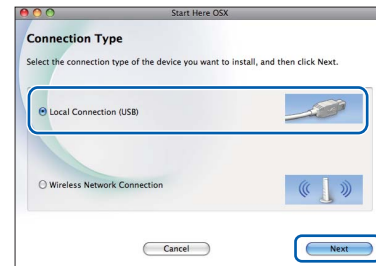 Start Here OSX
Connection Type
Select the connection type of the device you want to install, and then click Next.
Local Connection (USB)
Wireless Network Connection
Cancel
Next